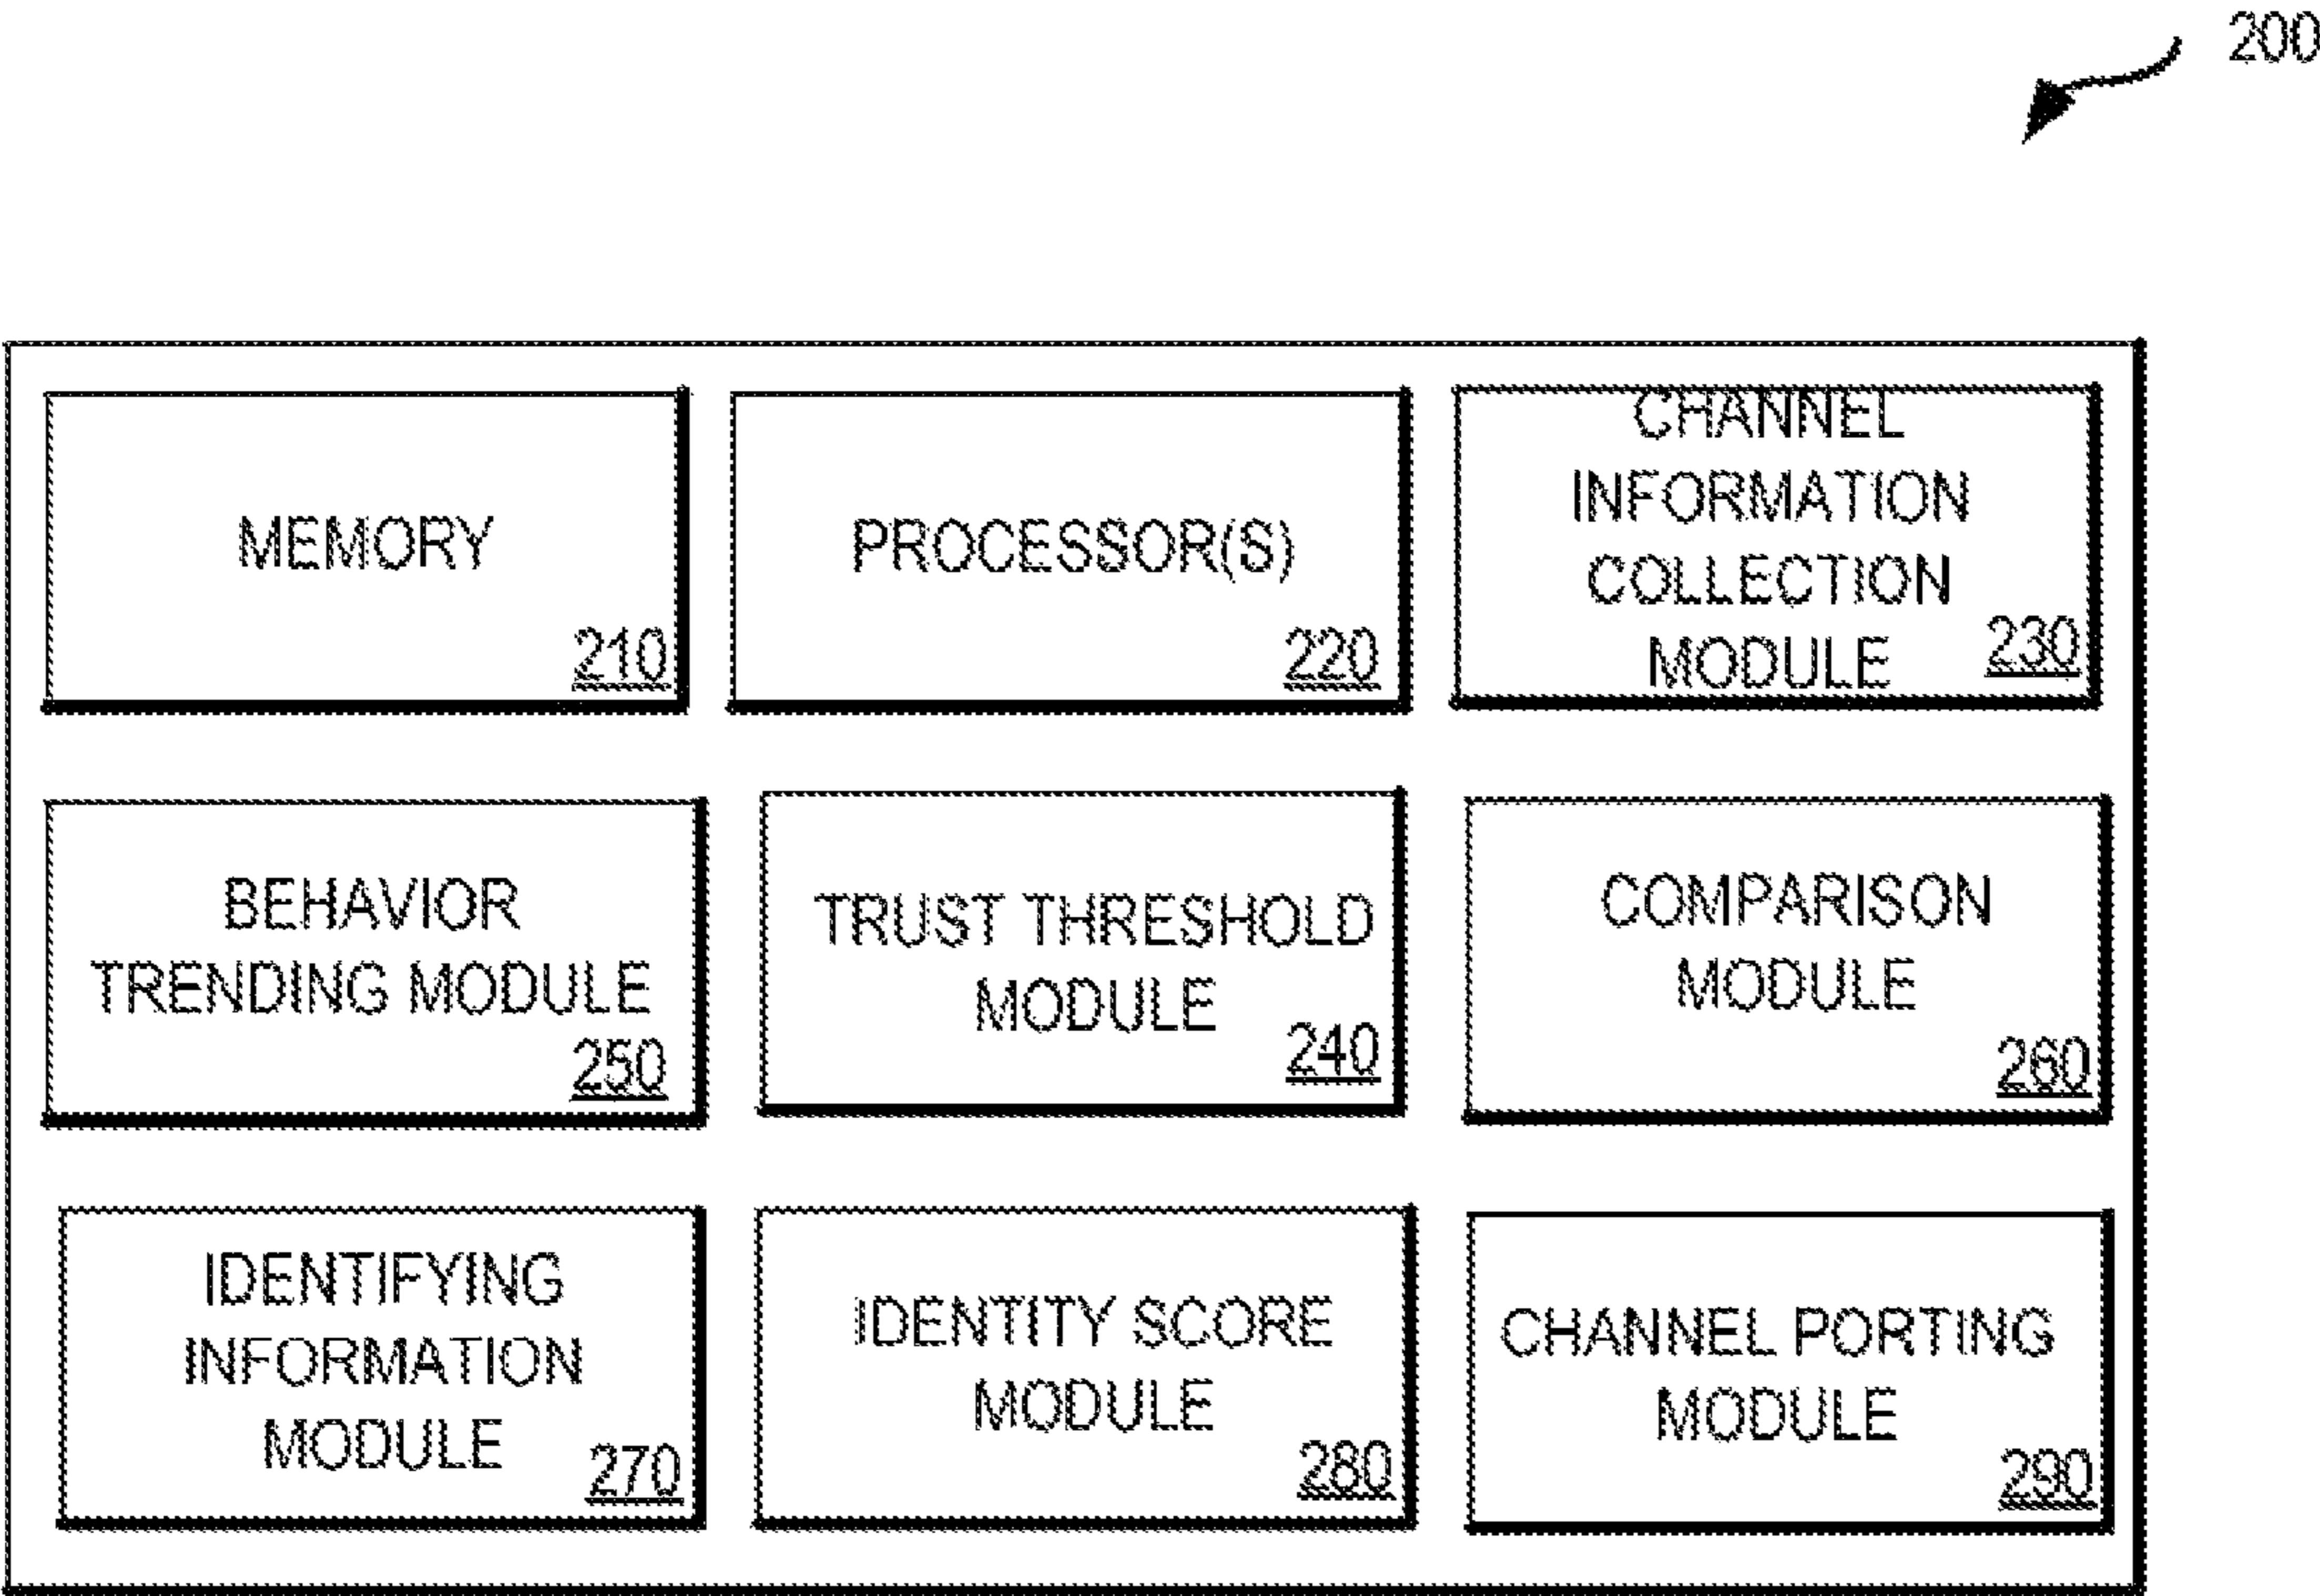 200
MEMORY
210
PROCESSOR(S)
220
CHANNEL
INFORMATION
COLLECTION
MODULE
230
BEHAVIOR
TRENDING MODULE
250
TRUST THRESHOLD
MODULE
240
COMPARISON
MODULE
260
IDENTIFYING
INFORMATION
MODULE
270
IDENTITY SCORE
MODULE
280
CHANNEL PORTING
MODULE
290